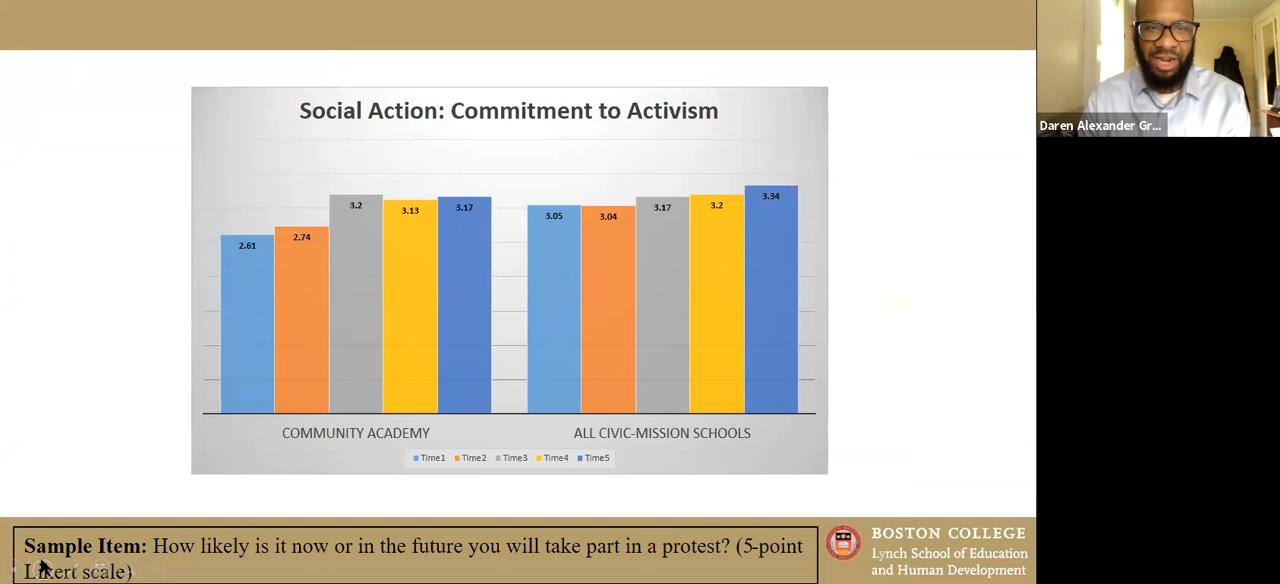 Social Action: Commitment to Activism
2.61
2.74
3.2
3.13
3.17
3.05
3.04
3.17
3.2
3.34
COMMUNITY ACADEMY
ALL CIVIC-MISSION SCHOOLS
Time1 Time2 Time3 Time4 Time5
Sample Item: How likely is it now or in the future you will take part in a protest? (5-point
Likert scale)
BOSTON COLLEGE
Lynch School of Education
and Human Development
Daren Alexander Gr...